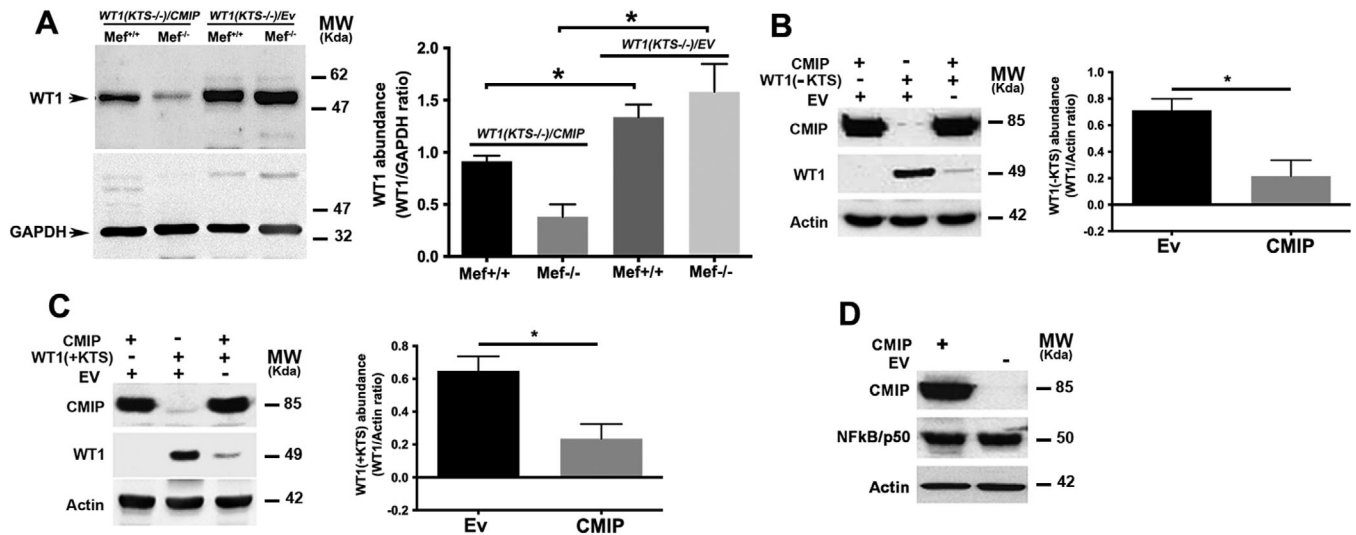 A
WT1(KTS-/-)/CMIP WT1(KTS-/-)/Ev MW
Mef+/+ Mef-/- Mef+/+ Mef-/- (Kda)
62
WT1
47
47
GAPDH
32
WT1 abundance
(WT1/GAPDH ratio)
2.0
1.5
1.0
0.5
0.0
*
*
WT1(KTS-/-)/EV
WT1(KTS-/-)/CMIP
Mef+/+ Mef-/- Mef+/+ Mef-/-
B
CMIP + - +
WT1(-KTS) - + + MW
EV + + - (Kda)
CMIP 85
WT1 49
Actin 42
WT1(-KTS) abundance
(WT1/Actin ratio)
1.0
0.8
0.6
0.4
0.2
0.0
-0.2
*
Ev CMIP
C
CMIP + - +
WT1(+KTS) - + + MW
EV + + - (Kda)
CMIP 85
WT1 49
Actin 42
WT1(+KTS) abundance
(WT1/Actin ratio)
0.8
0.6
0.4
0.2
0.0
-0.2
*
Ev CMIP
D
MW
(Kda)
CMIP +
EV -
CMIP 85
NFkB/p50 50
Actin 42